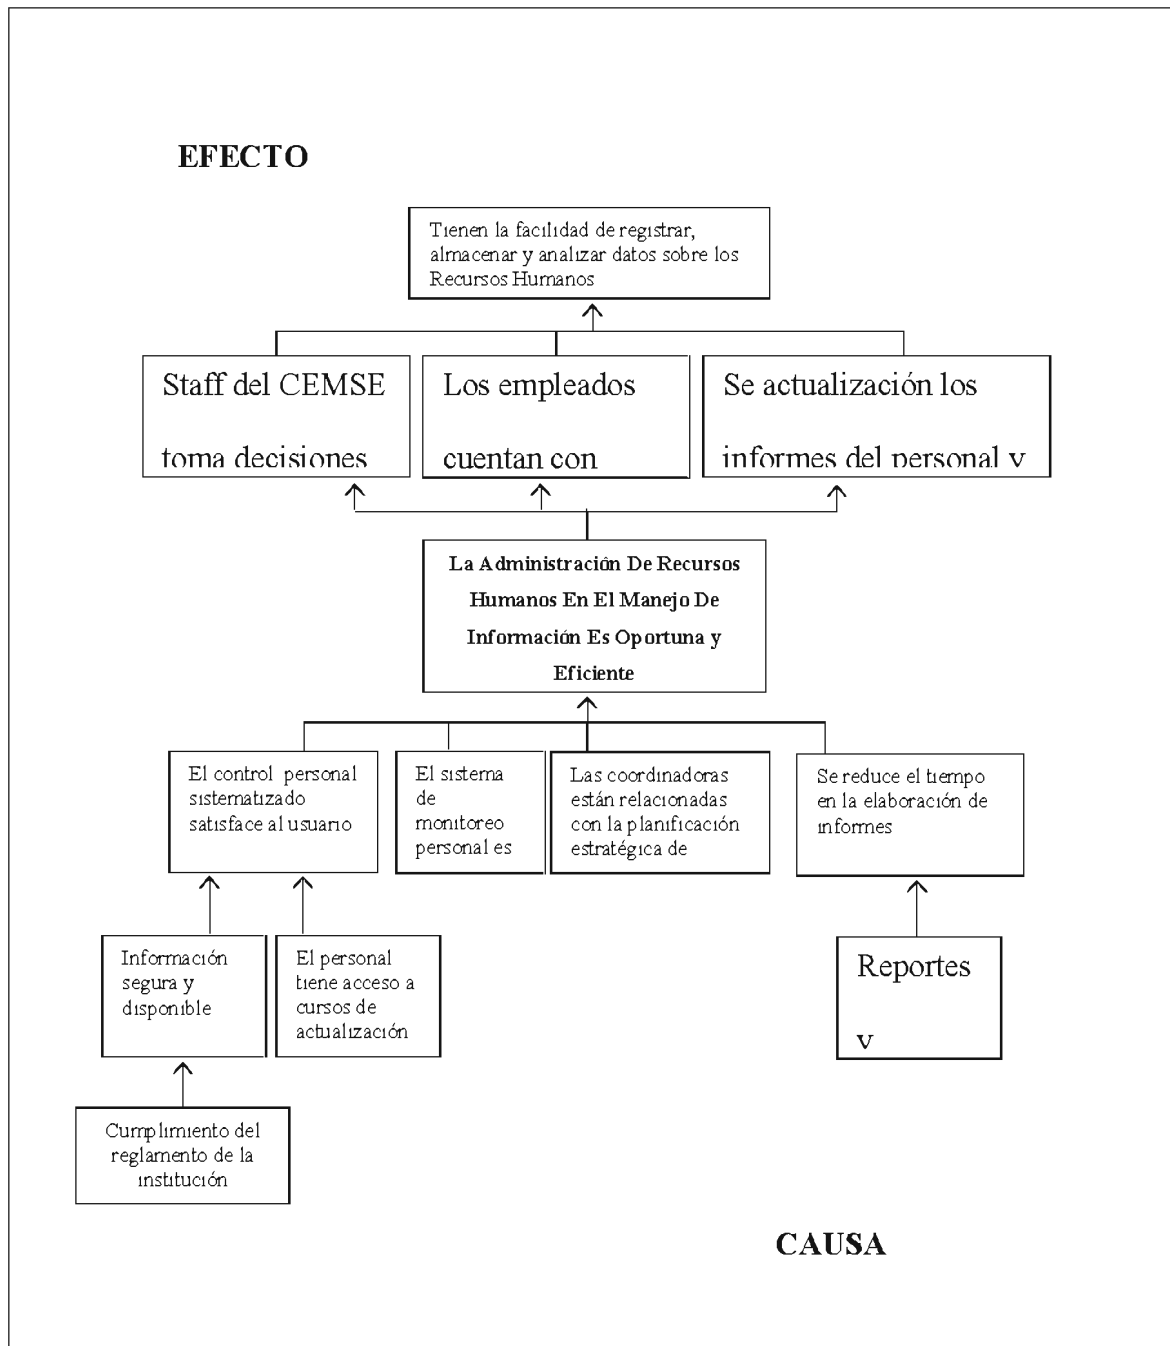 EFECTO
Tienen la facilidad de registrar,
almacenar y analizar datos sobre los
Recursos Humanos
Staff del CEMSE
toma decisiones
Los empleados
cuentan con
Se actualización los
informes del personal y
La Administración De Recursos
Humanos En El Manejo De
Información Es Oportuna y
Eficiente
El control personal
sistematizado
satisface al usuario
El sistema
de
monitoreo
personal es
Las coordinadoras
están relacionadas
con la planificación
estratégica de
Se reduce el tiempo
en la elaboración de
informes
Información
segura y
disponible
El personal
tiene acceso a
cursos de
actualización
Reportes
y
Cumplimiento del
reglamento de la
institución
CAUSA